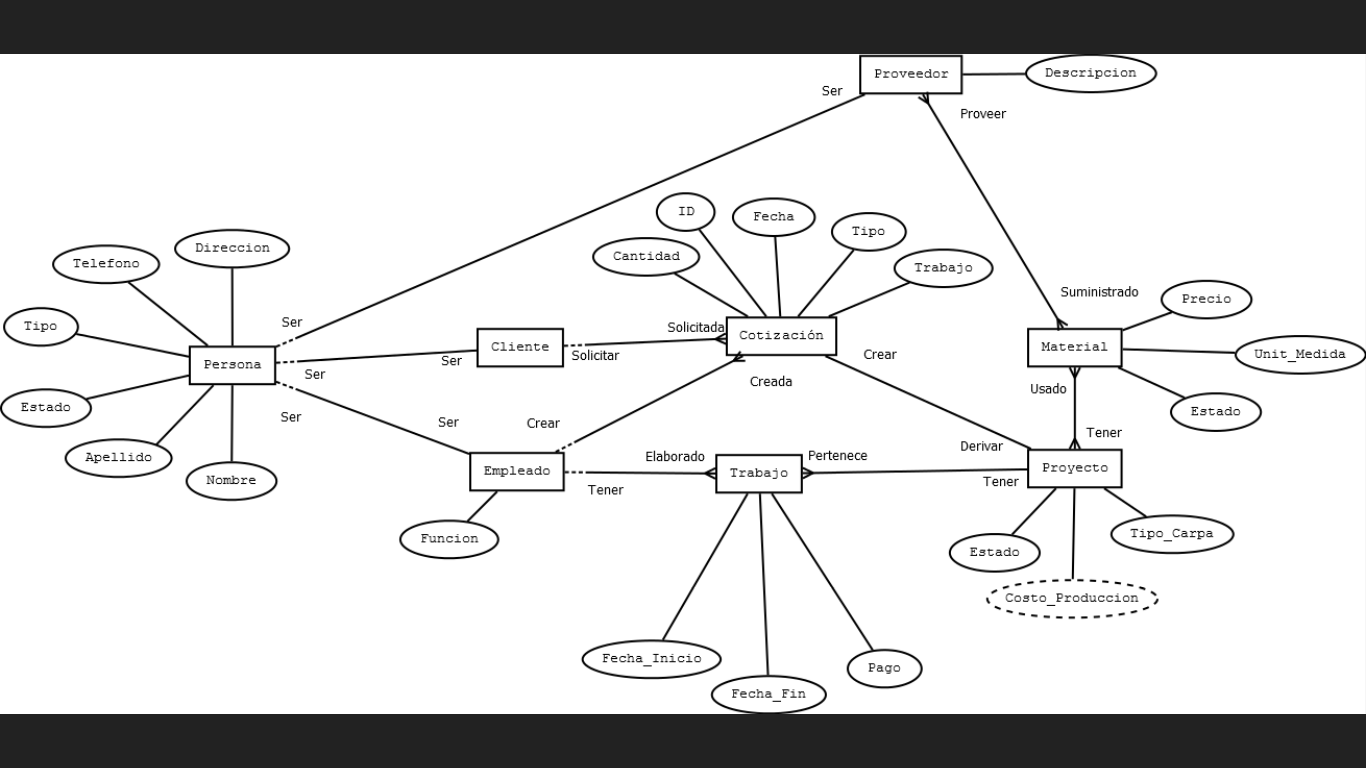 Proveedor
Descripcion
Ser
Proveer
ID
Fecha
Tipo
Cantidad
Trabajo
Direccion
Telefono
Tipo
Persona
Estado
Apellido
Nombre
Ser
Ser
Ser
Ser
Ser
Cliente
Solicitar
Solicitada
Cotización
Creada
Crear
Crear
Derivar
Suministrado
Precio
Material
Unit_Medida
Estado
Usado
Tener
Empleado
Funcion
Tener
Elaborado
Trabajo
Pertenece
Tener
Proyecto
Estado
Tipo_Carpa
Costo_Produccion
Fecha_Inicio
Fecha_Fin
Pago